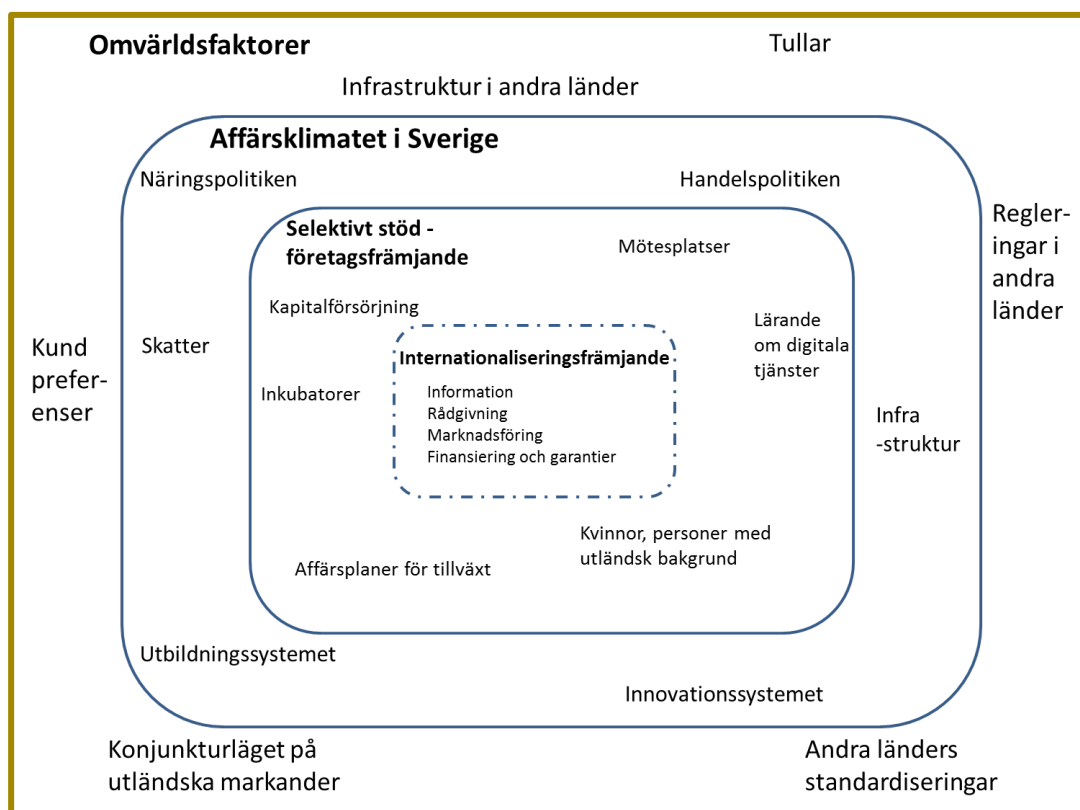 Omvärldsfaktorer
Tullar
Infrastruktur i andra länder
Affärsklimatet i Sverige
Näringspolitiken
Handelspolitiken
Regler-
ingar i
andra
länder
Selektivt stöd -
företagsfrämjande
Mötesplatser
Kapitalförsörjning
Lärande
om digitala
tjänster
Kund
prefer-
enser
Skatter
Internationaliseringsfrämjande
Information
Rådgivning
Marknadsföring
Finansiering och garantier
Inkubatorer
Infra
-struktur
Kvinnor, personer med
utländsk bakgrund
Affärsplaner för tillväxt
Utbildningssystemet
Innovationssystemet
Konjunkturläget på
utländska markander
Andra länders
standardiseringar